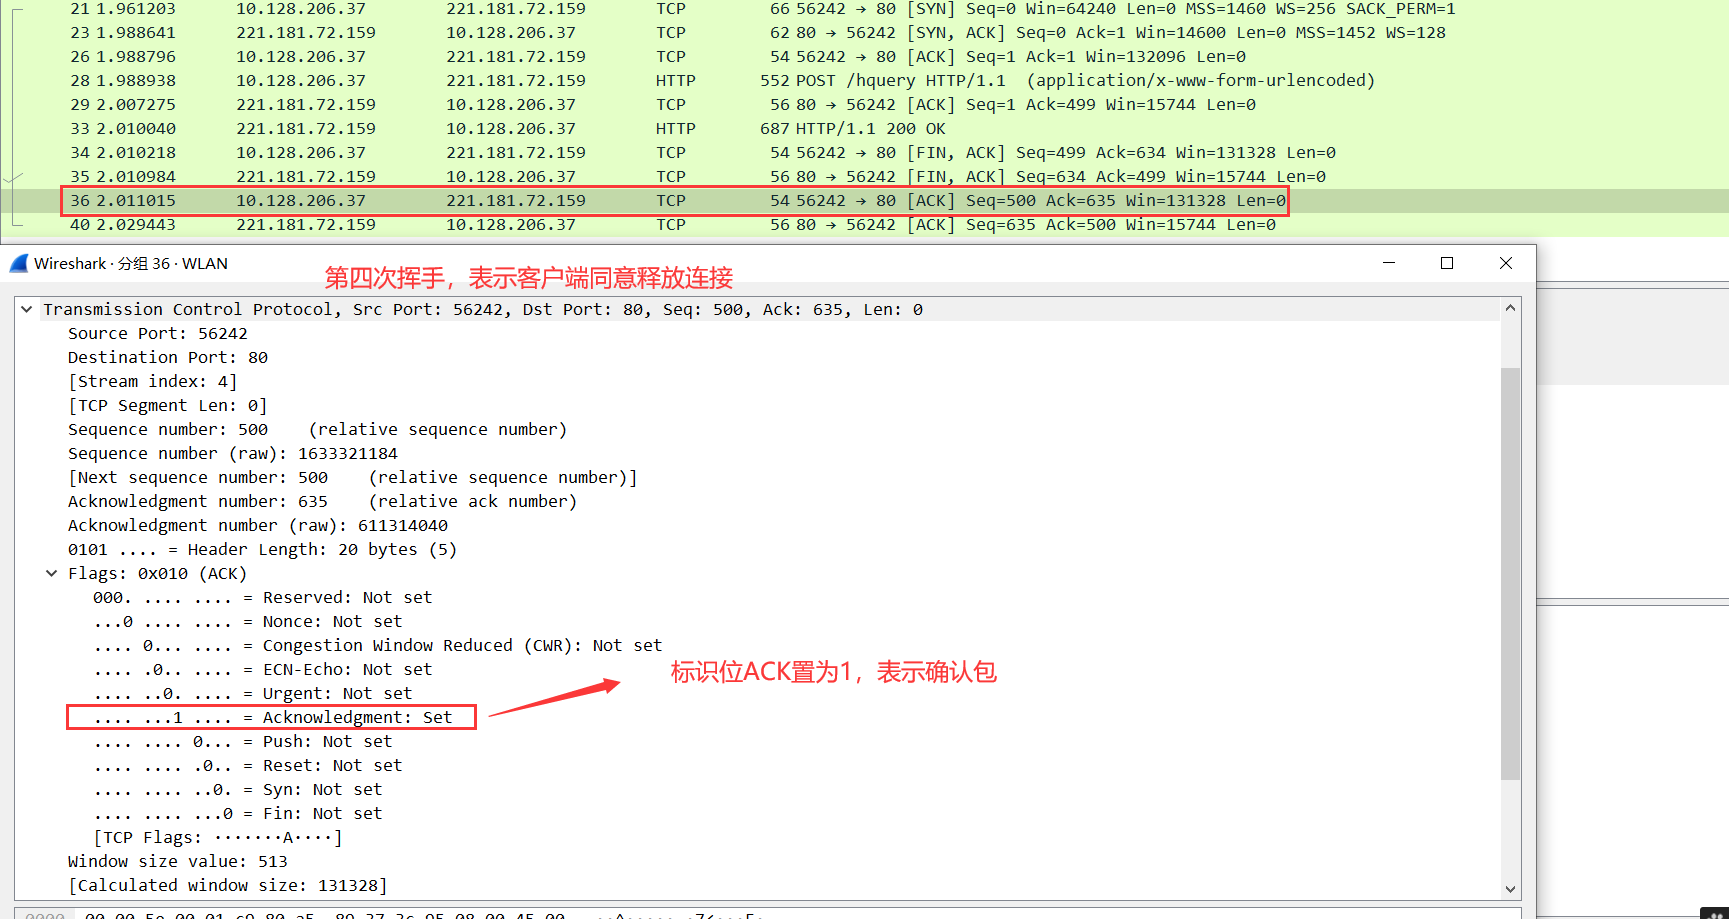 21 1.961203 10.128.206.37 221.181.72.159 TCP 66 56242 → 80 [SYN] Seq=0 Win=64240 Len=0 MSS=1460 WS=256 SACK_PERM=1
23 1.988641 221.181.72.159 10.128.206.37 TCP 62 80 → 56242 [SYN, ACK] Seq=0 Ack=1 Win=14600 Len=0 MSS=1452 WS=128
26 1.988796 10.128.206.37 221.181.72.159 TCP 54 56242 → 80 [ACK] Seq=1 Ack=1 Win=132096 Len=0
28 1.988938 10.128.206.37 221.181.72.159 HTTP 552 POST /hquery HTTP/1.1 (application/x-www-form-urlencoded)
29 2.007275 221.181.72.159 10.128.206.37 TCP 56 80 → 56242 [ACK] Seq=1 Ack=499 Win=15744 Len=0
33 2.010040 221.181.72.159 10.128.206.37 HTTP 687 HTTP/1.1 200 OK
34 2.010218 10.128.206.37 221.181.72.159 TCP 54 56242 → 80 [FIN, ACK] Seq=499 Ack=634 Win=131328 Len=0
35 2.010984 221.181.72.159 10.128.206.37 TCP 56 80 → 56242 [FIN, ACK] Seq=634 Ack=499 Win=15744 Len=0
36 2.011015 10.128.206.37 221.181.72.159 TCP 54 56242 → 80 [ACK] Seq=500 Ack=635 Win=131328 Len=0
40 2.029443 221.181.72.159 10.128.206.37 TCP 56 80 → 56242 [ACK] Seq=635 Ack=500 Win=15744 Len=0
Wireshark · 分组 36 · WLAN
第四次挥手，表示客户端同意释放连接
Transmission Control Protocol, Src Port: 56242, Dst Port: 80, Seq: 500, Ack: 635, Len: 0
Source Port: 56242
Destination Port: 80
[Stream index: 4]
[TCP Segment Len: 0]
Sequence number: 500 (relative sequence number)
Sequence number (raw): 1633321184
[Next sequence number: 500 (relative sequence number)]
Acknowledgment number: 635 (relative ack number)
Acknowledgment number (raw): 611314040
0101 .... = Header Length: 20 bytes (5)
Flags: 0x010 (ACK)
000. .... .... = Reserved: Not set
...0 .... .... = Nonce: Not set
.... 0... .... = Congestion Window Reduced (CWR): Not set
.... .0.. .... = ECN-Echo: Not set
标识位ACK置为1，表示确认包
.... ..0. .... = Urgent: Not set
.... ...1 .... = Acknowledgment: Set
.... .... 0... = Push: Not set
.... .... .0.. = Reset: Not set
.... .... ..0. = Syn: Not set
.... .... ...0 = Fin: Not set
[TCP Flags: ·······A····]
Window size value: 513
[Calculated window size: 131328]